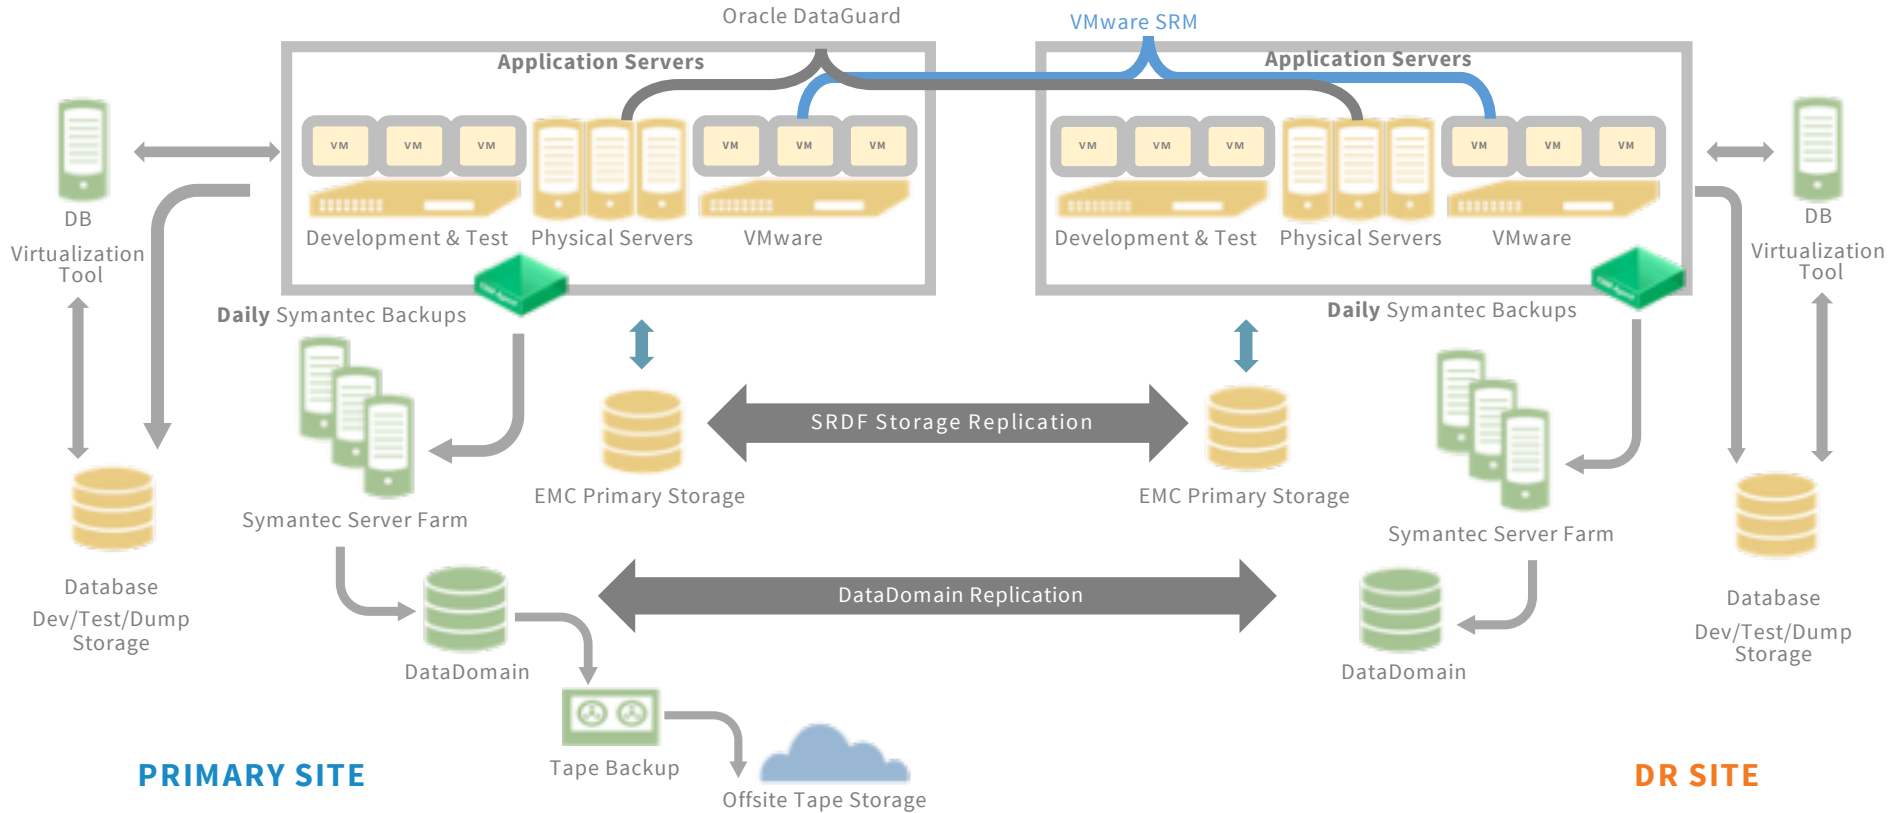 Oracle DataGuard
VMware SRM
Application Servers
Application Servers
VM
VM
VM
VM
VM
VM
VM
VM
VM
VM
VM
VM
Development & Test
Physical Servers
VMware
Development & Test
Physical Servers
VMware
DB
Virtualization
Tool
DB
Virtualization
Tool
Daily Symantec Backups
Daily Symantec Backups
SRDF Storage Replication
EMC Primary Storage
EMC Primary Storage
Symantec Server Farm
Symantec Server Farm
Database
Dev/Test/Dump
Storage
DataDomain Replication
Database
Dev/Test/Dump
Storage
DataDomain
DataDomain
Tape Backup
Offsite Tape Storage
PRIMARY SITE
DR SITE